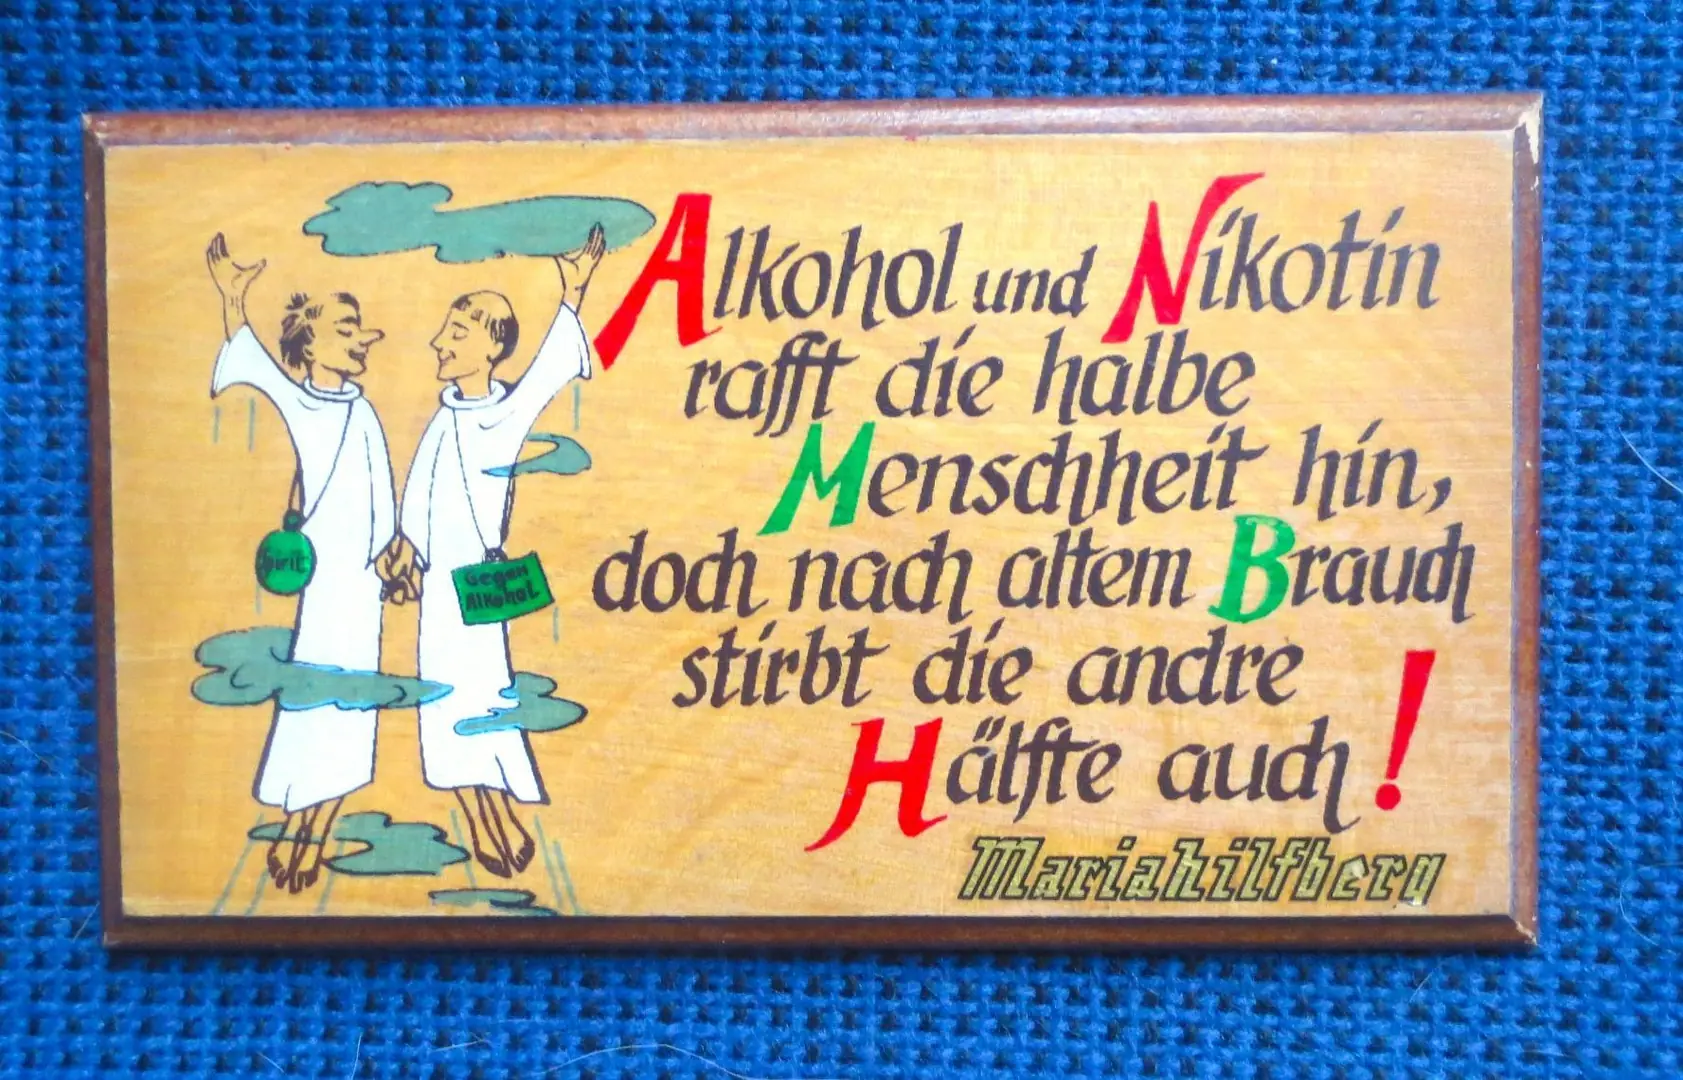 Alkohol und Nikotin
rafft die halbe
Menschheit hin,
doch nach altem Brauch
stirbt die andre
Hälfte auch!
Mariahilfberg
Gegen
Alkohol